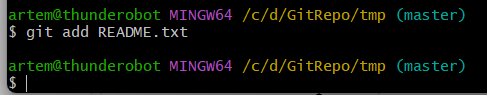 artem@thunderobot MINGW64 /c/d/GitRepo/tmp (master)
$ git add README.txt
artem@thunderobot MINGW64 /c/d/GitRepo/tmp (master)
$